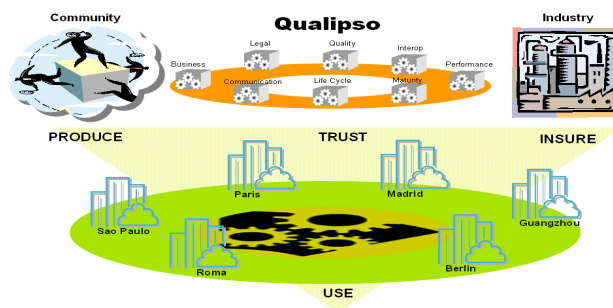 Community
Qualipso
Industry
Legal
Quality
Interop
Business
Performance
Communication
Life Cycle
Maturity
PRODUCE
TRUST
INSURE
Paris
Madrid
Sao Paulo
Guangzhou
Roma
Berlin
USE